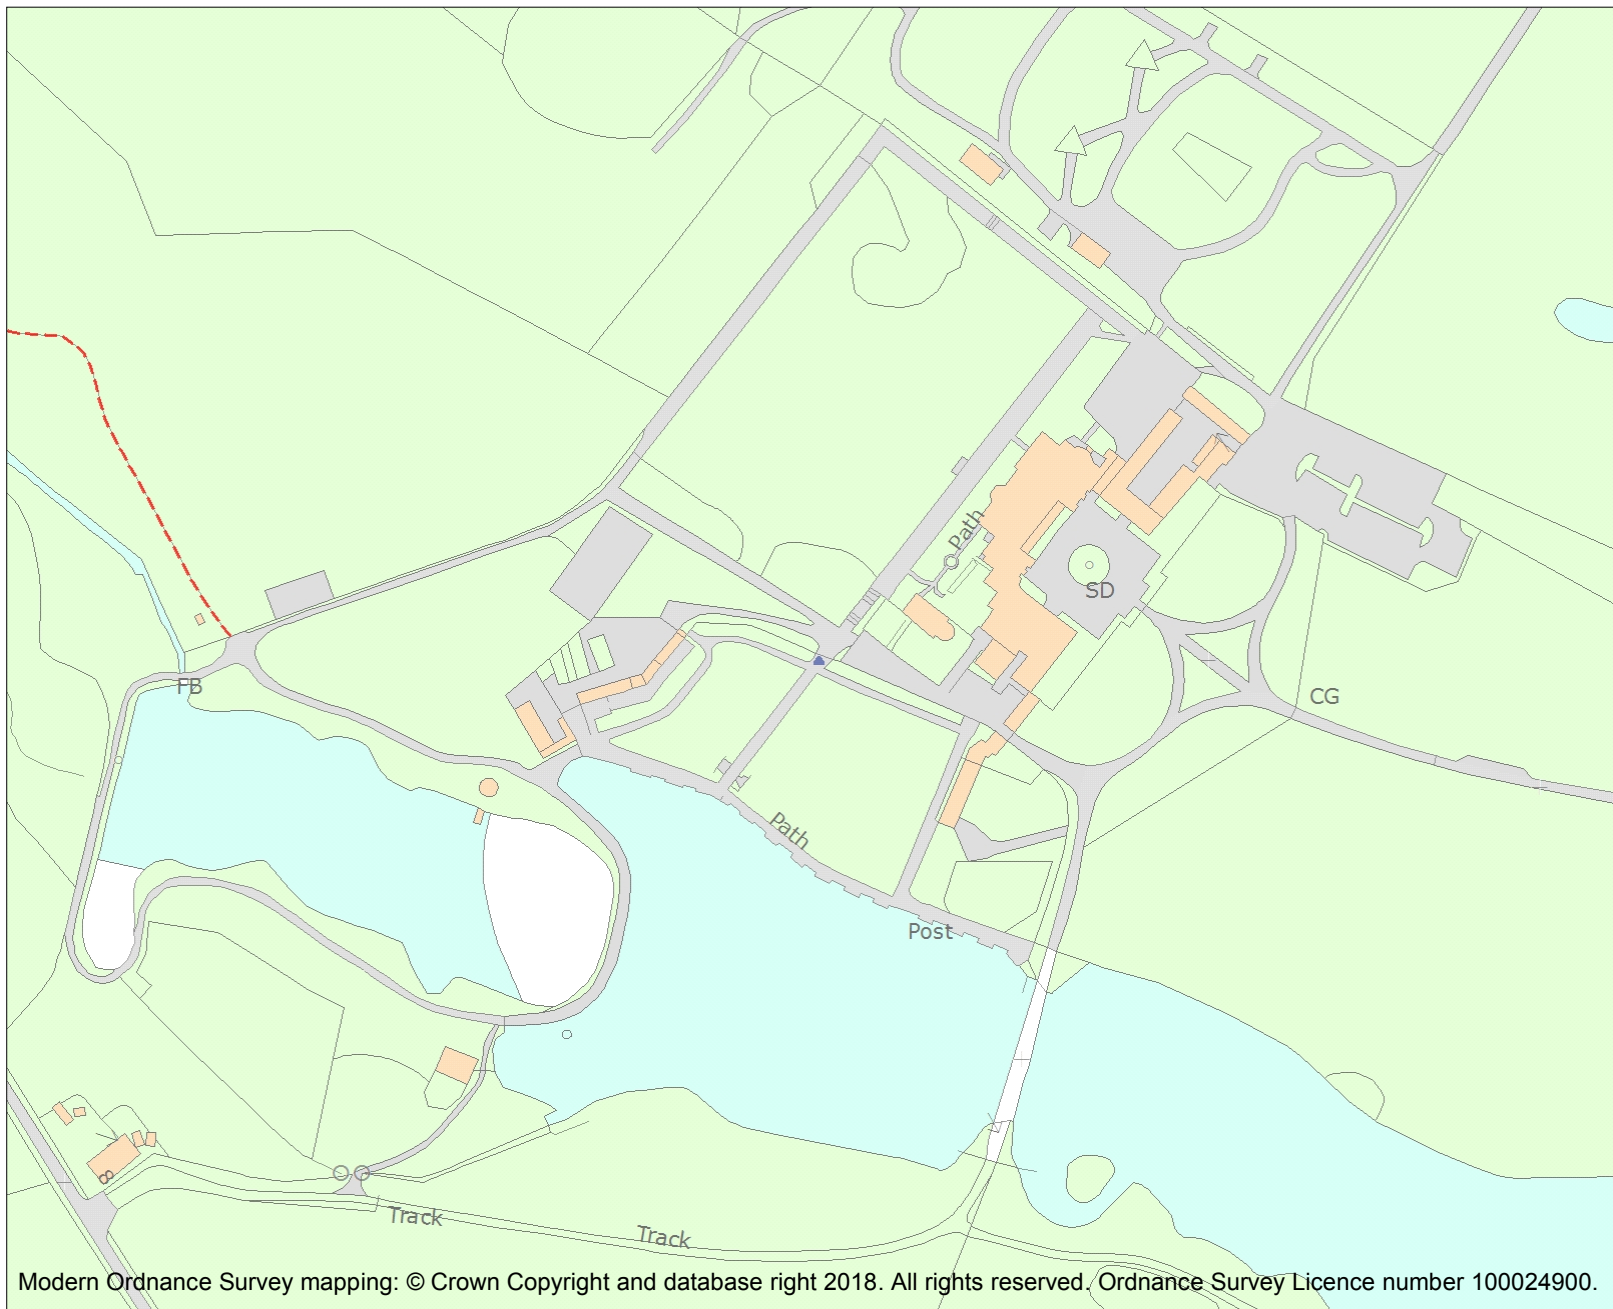 Path
SD
FB
CG
Path
Post
8
Track
Track
Modern Ordnance Survey mapping: © Crown Copyright and database right 2018. All rights reserved. Ordnance Survey Licence number 100024900.